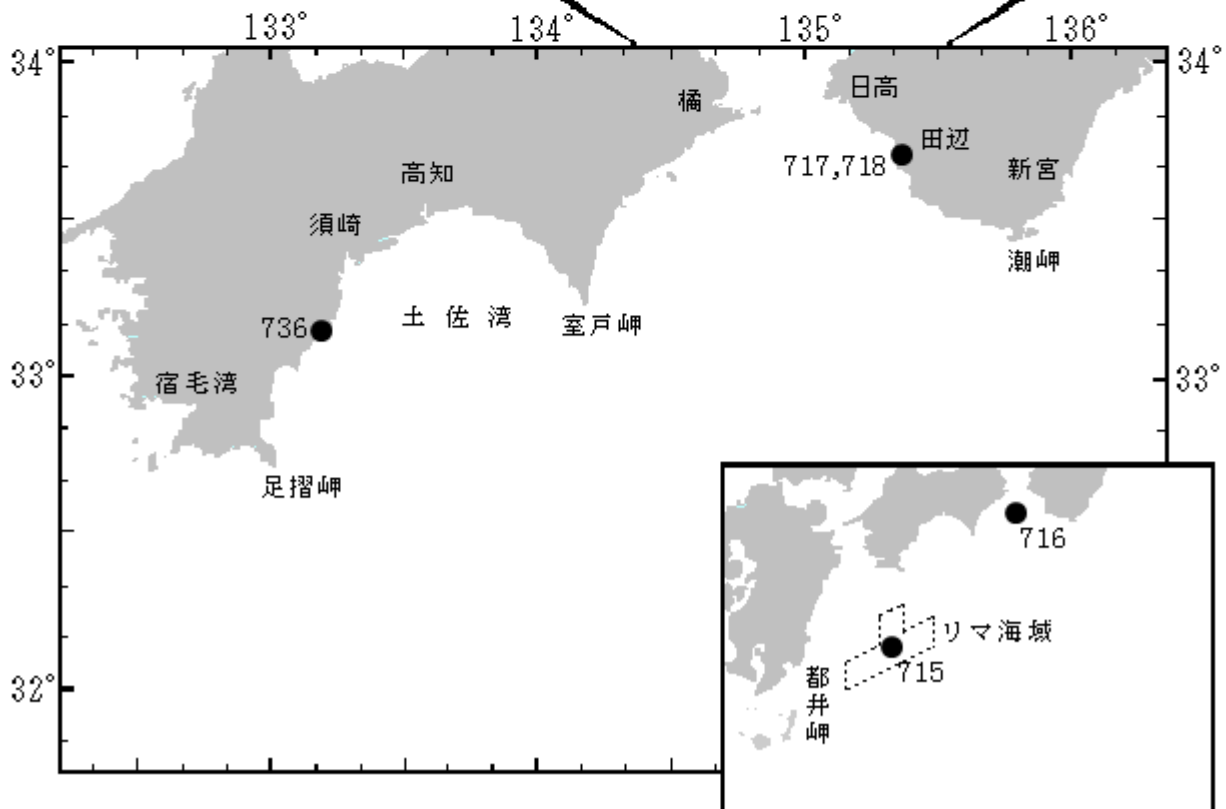 133°
134°
135°
136°
34°
34°
日高
橘
田辺
717,718
新宮
高知
須崎
潮岬
土佐湾
室戸岬
736
33°
33°
宿毛湾
足摺岬
716
リマ海域
715
都井岬
32°